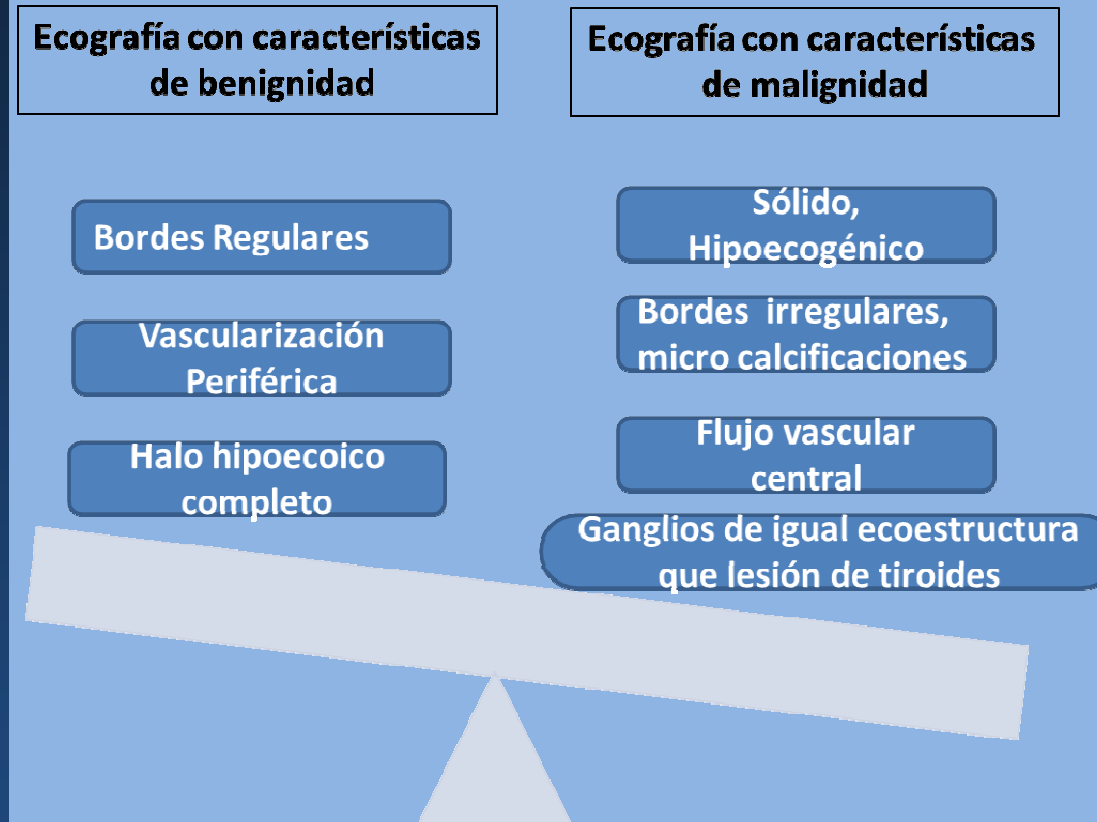 Ecografía con características
de benignidad
Bordes Regulares
Vascularización
Periférica
Halo hipoecoico
completo
Ecografía con características
de malignidad
Sólido,
Hipoecogénico
Bordes irregulares,
micro calcificaciones
Flujo vascular
central
Ganglios de igual ecoestructura
que lesión de tiroides